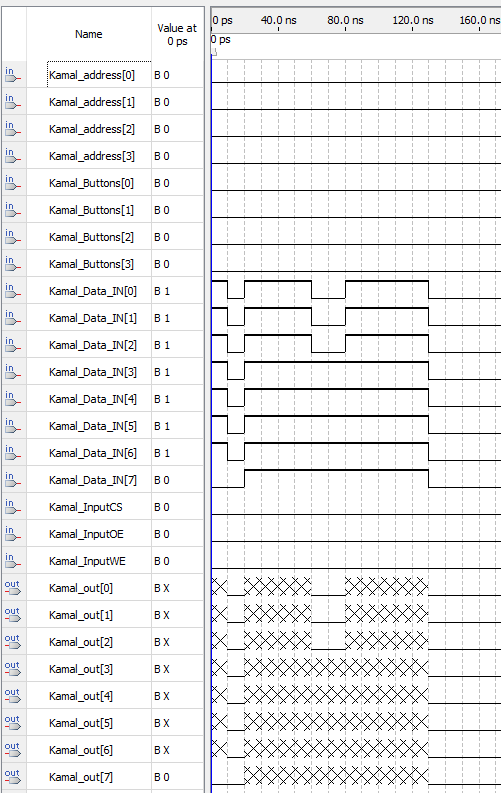 Name Value at 0 ps 0 ps 40.0 ns 80.0 ns 120.0 ns 160.0 ns
0 ps
in Kamal_address[0] B 0
in Kamal_address[1] B 0
in Kamal_address[2] B 0
in Kamal_address[3] B 0
in Kamal_Buttons[0] B 0
in Kamal_Buttons[1] B 0
in Kamal_Buttons[2] B 0
in Kamal_Buttons[3] B 0
in Kamal_Data_IN[0] B 1
in Kamal_Data_IN[1] B 1
in Kamal_Data_IN[2] B 1
in Kamal_Data_IN[3] B 1
in Kamal_Data_IN[4] B 1
in Kamal_Data_IN[5] B 1
in Kamal_Data_IN[6] B 1
in Kamal_Data_IN[7] B 0
in Kamal_InputCS B 0
in Kamal_InputOE B 0
in Kamal_InputWE B 0
out Kamal_out[0] B X
out Kamal_out[1] B X
out Kamal_out[2] B X
out Kamal_out[3] B X
out Kamal_out[4] B X
out Kamal_out[5] B X
out Kamal_out[6] B X
out Kamal_out[7] B 0